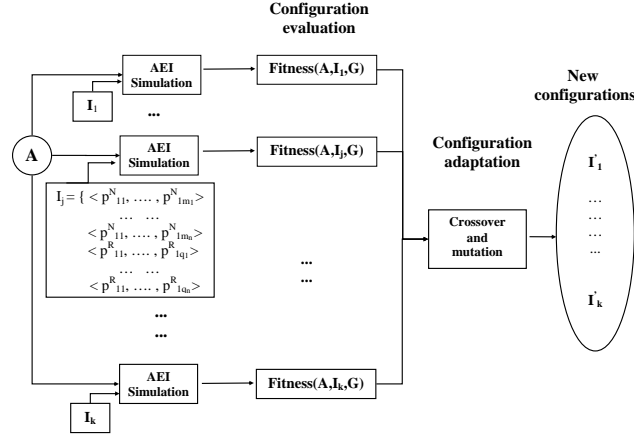 Configuration
evaluation
AEI
Simulation
Fitness(A,I₁,G)
I₁
...
New
configurations
A
AEI
Simulation
Fitness(A,Iⱼ,G)
Configuration
adaptation
Iⱼ = { < pᴺ₁₁, …. , pᴺ₁ₘ₁>
… …
< pᴺ₁₁, …. , pᴺ₁ₘₙ>
< pᴿ₁₁, …. , pᴿ₁q₁>
… …
< pᴿ₁₁, …. , pᴿ₁qₙ>
...
...
Crossover
and
mutation
I'₁
… …
… …
… ...
I'ₖ
...
...
AEI
Simulation
Fitness(A,Iₖ,G)
Iₖ